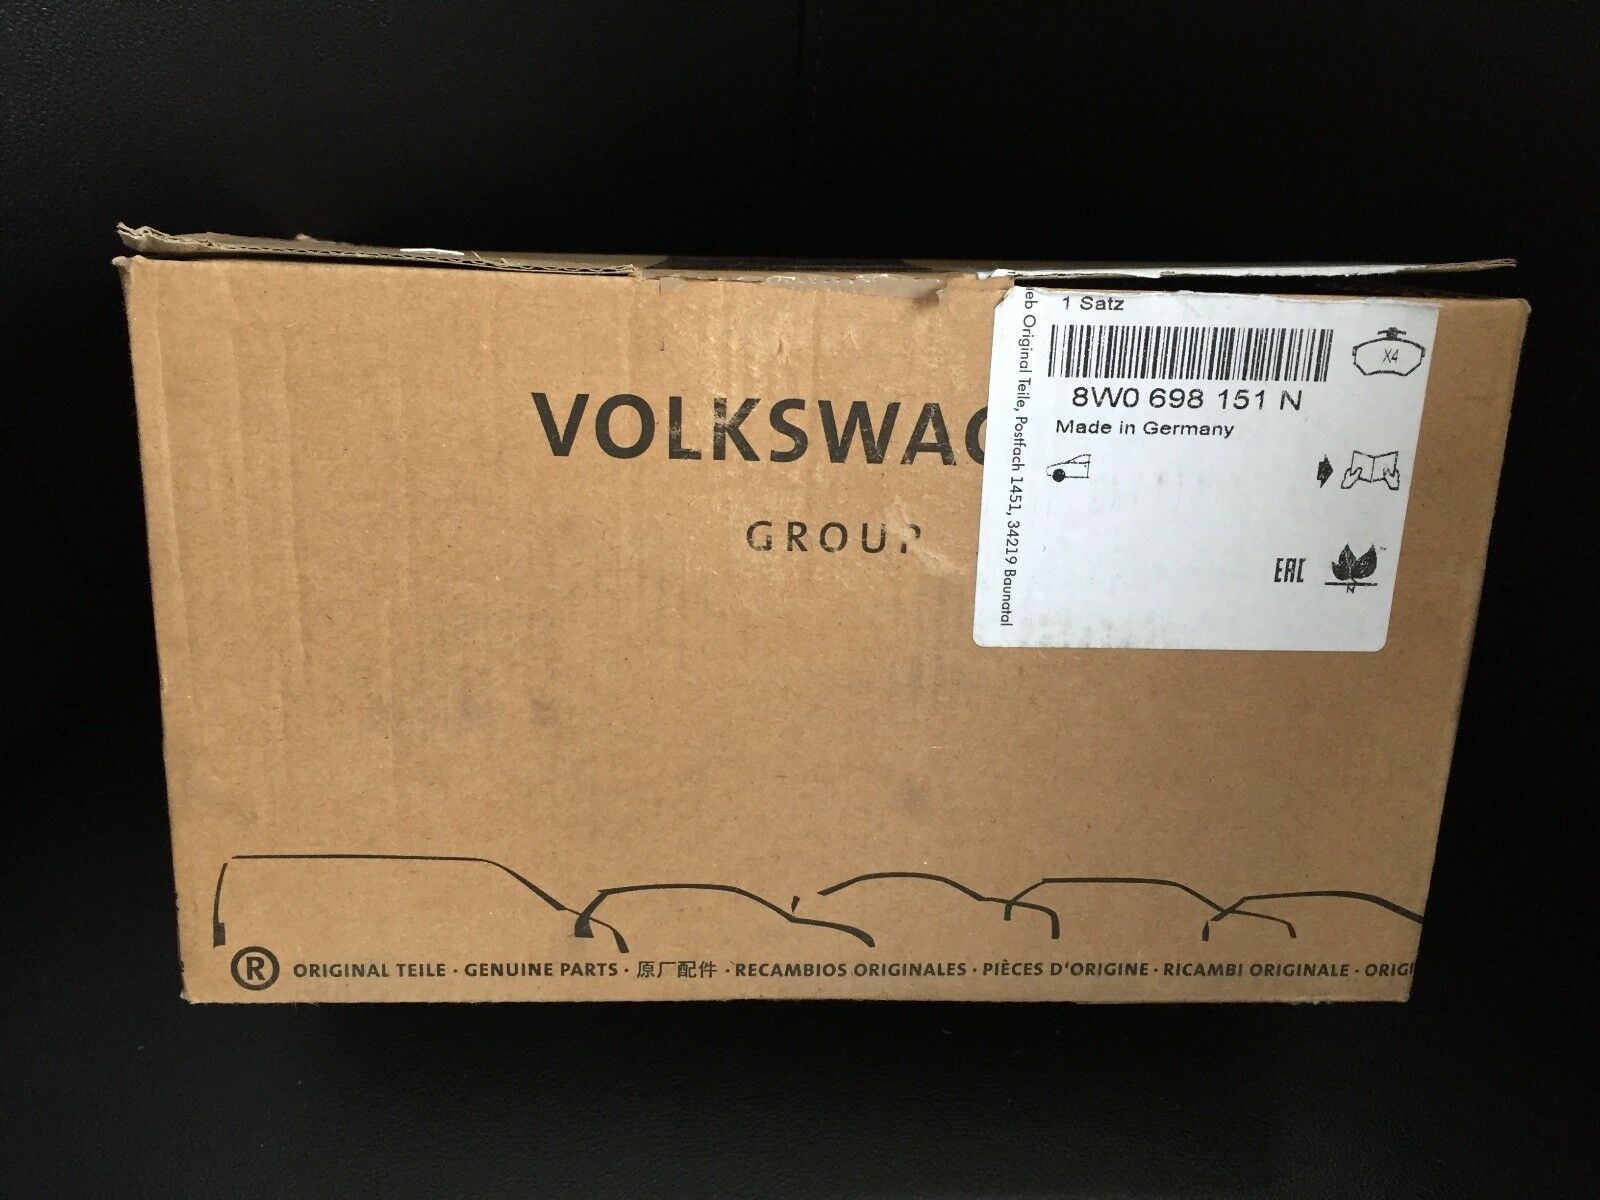 VOLKSWAG
GROUP
1 Satz
X4
8W0 698 151 N
Made in Germany
EAC
Original Teile, Postfach 1451, 34219 Baunatal
® ORIGINAL TEILE · GENUINE PARTS · 原厂配件 · RECAMBIOS ORIGINALES · PIÈCES D'ORIGINE · RICAMBI ORIGINALE · ORIGI